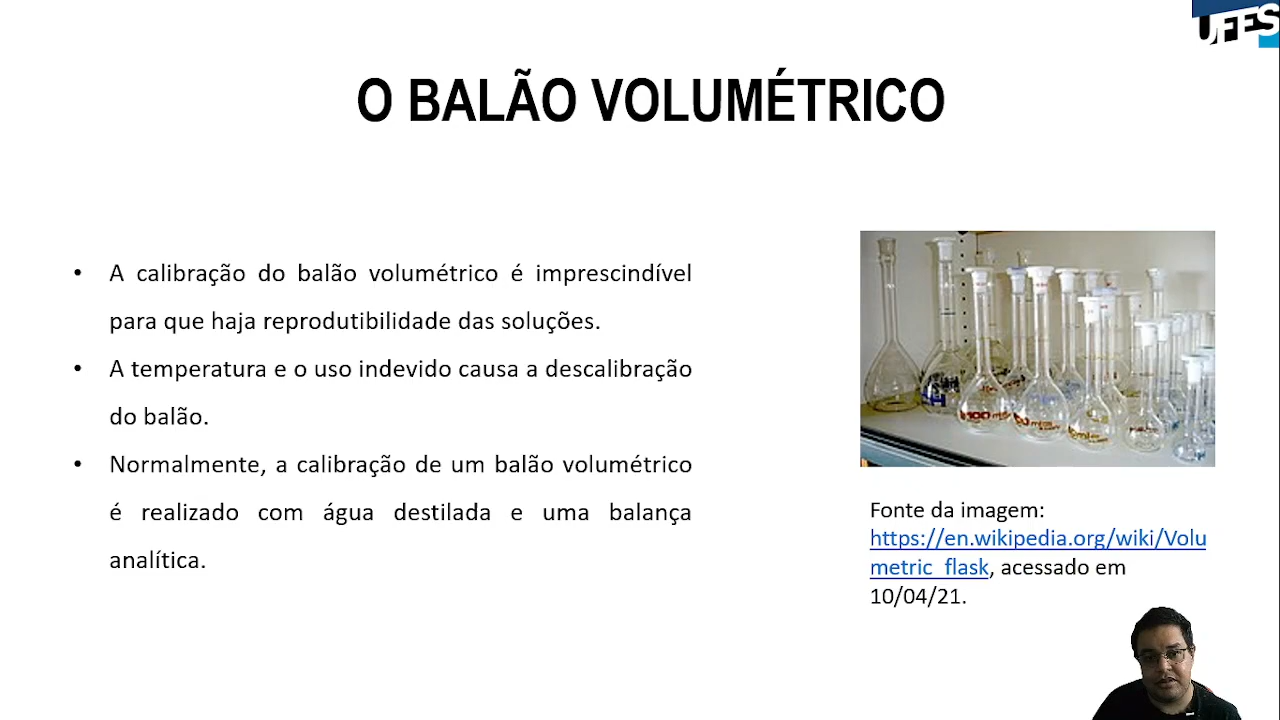 UFES
O BALÃO VOLUMÉTRICO
• A calibração do balão volumétrico é imprescindível
para que haja reprodutibilidade das soluções.
• A temperatura e o uso indevido causa a descalibração
do balão.
• Normalmente, a calibração de um balão volumétrico
é realizado com água destilada e uma balança
analítica.
100
Fonte da imagem:
https://en.wikipedia.org/wiki/Volu
metric_flask, acessado em
10/04/21.